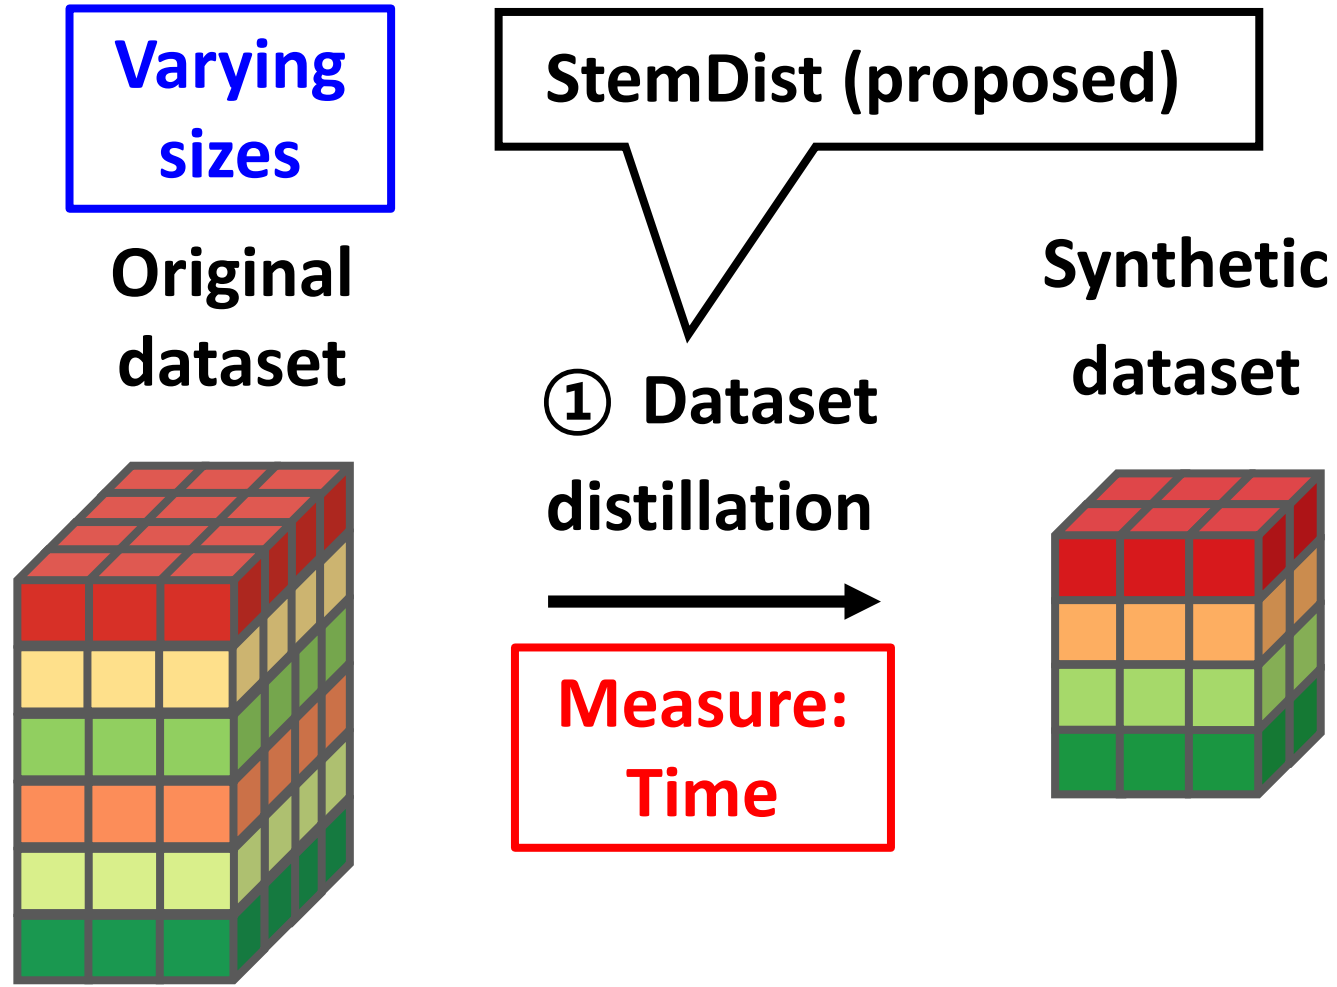 Varying
sizes
StemDist (proposed)
Original
dataset
① Dataset
distillation
Measure:
Time
Synthetic
dataset